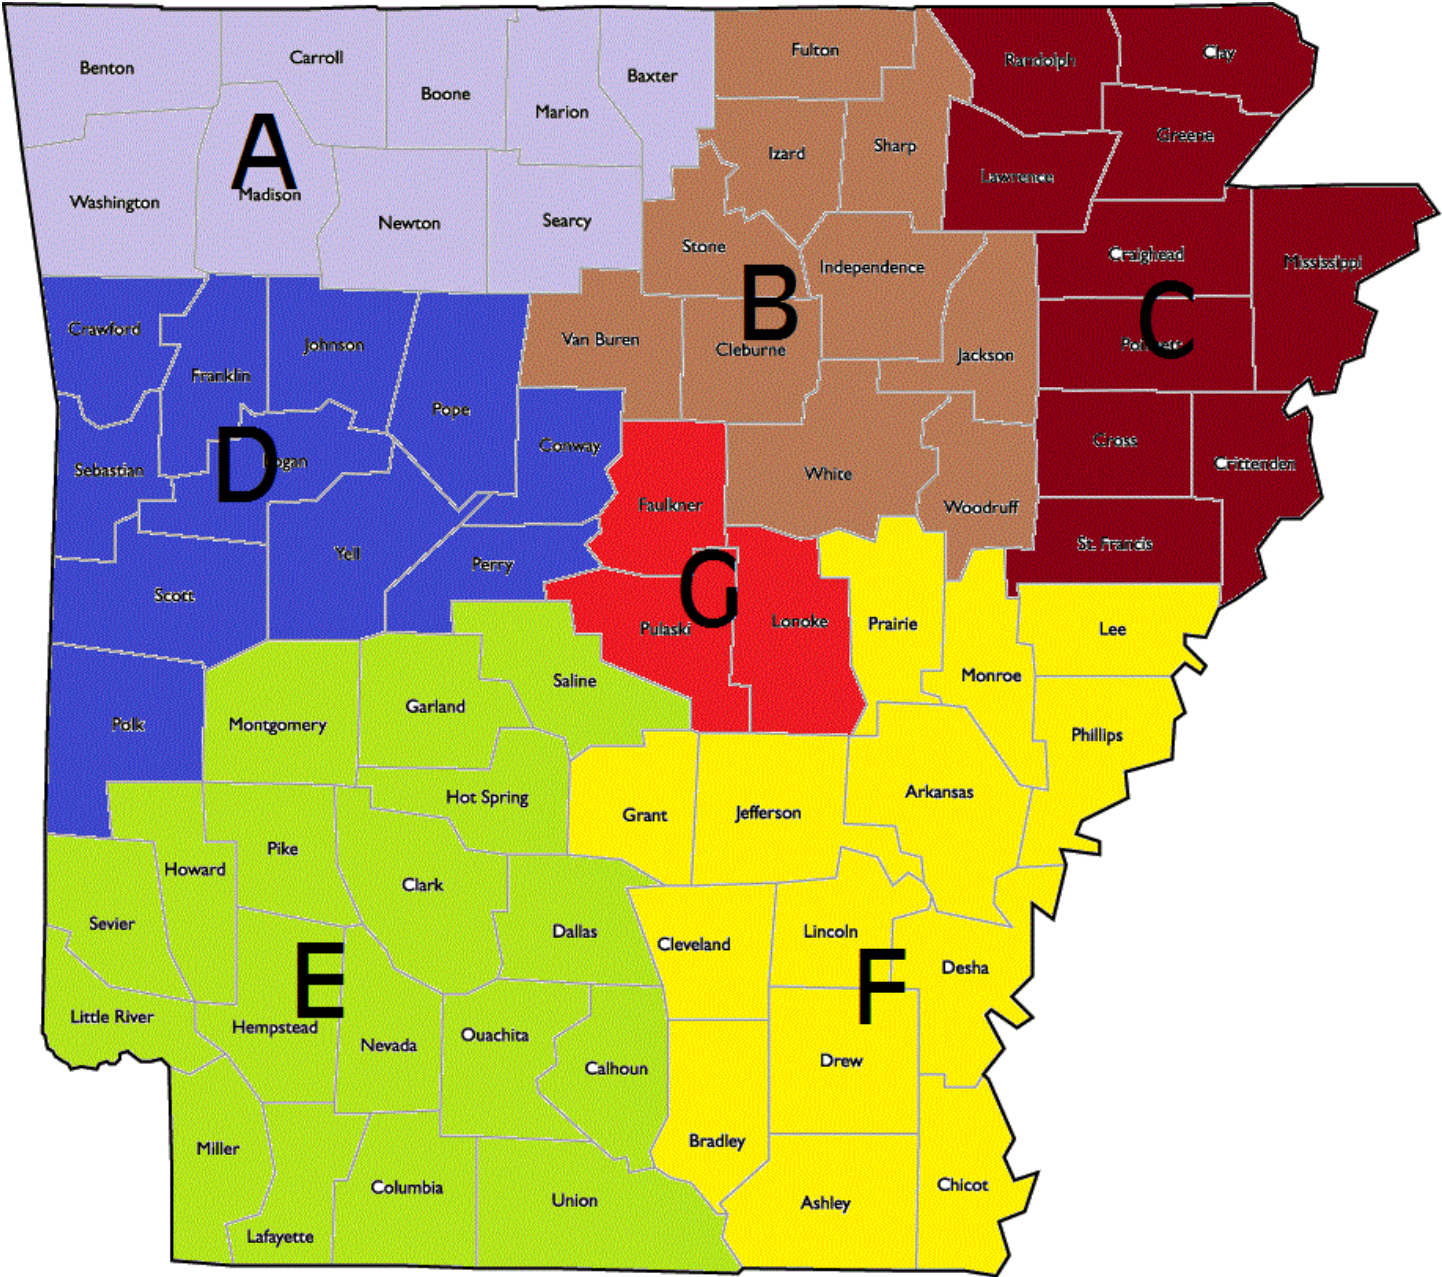 Benton
Carroll
Boone
Marion
Baxter
Fulton
Randolph
Clay
A
Madison
Washington
Newton
Searcy
Izard
Sharp
Lawrence
Greene
Stone
B
Independence
Craighead
Mississippi
C
Crawford
Franklin
Johnson
Pope
Van Buren
Cleburne
Jackson
D
Sebastian
Conway
White
Woodruff
Cross
Crittenden
Faulkner
St. Francis
Yell
Perry
Scott
G
Pulaski
Lonoke
Prairie
Lee
Monroe
Saline
Garland
Montgomery
Polk
Phillips
Hot Spring
Grant
Jefferson
Arkansas
Howard
Pike
Clark
Sevier
Dallas
Cleveland
Lincoln
Desha
E
F
Little River
Hempstead
Nevada
Ouachita
Calhoun
Drew
Miller
Bradley
Columbia
Union
Ashley
Chicot
Lafayette